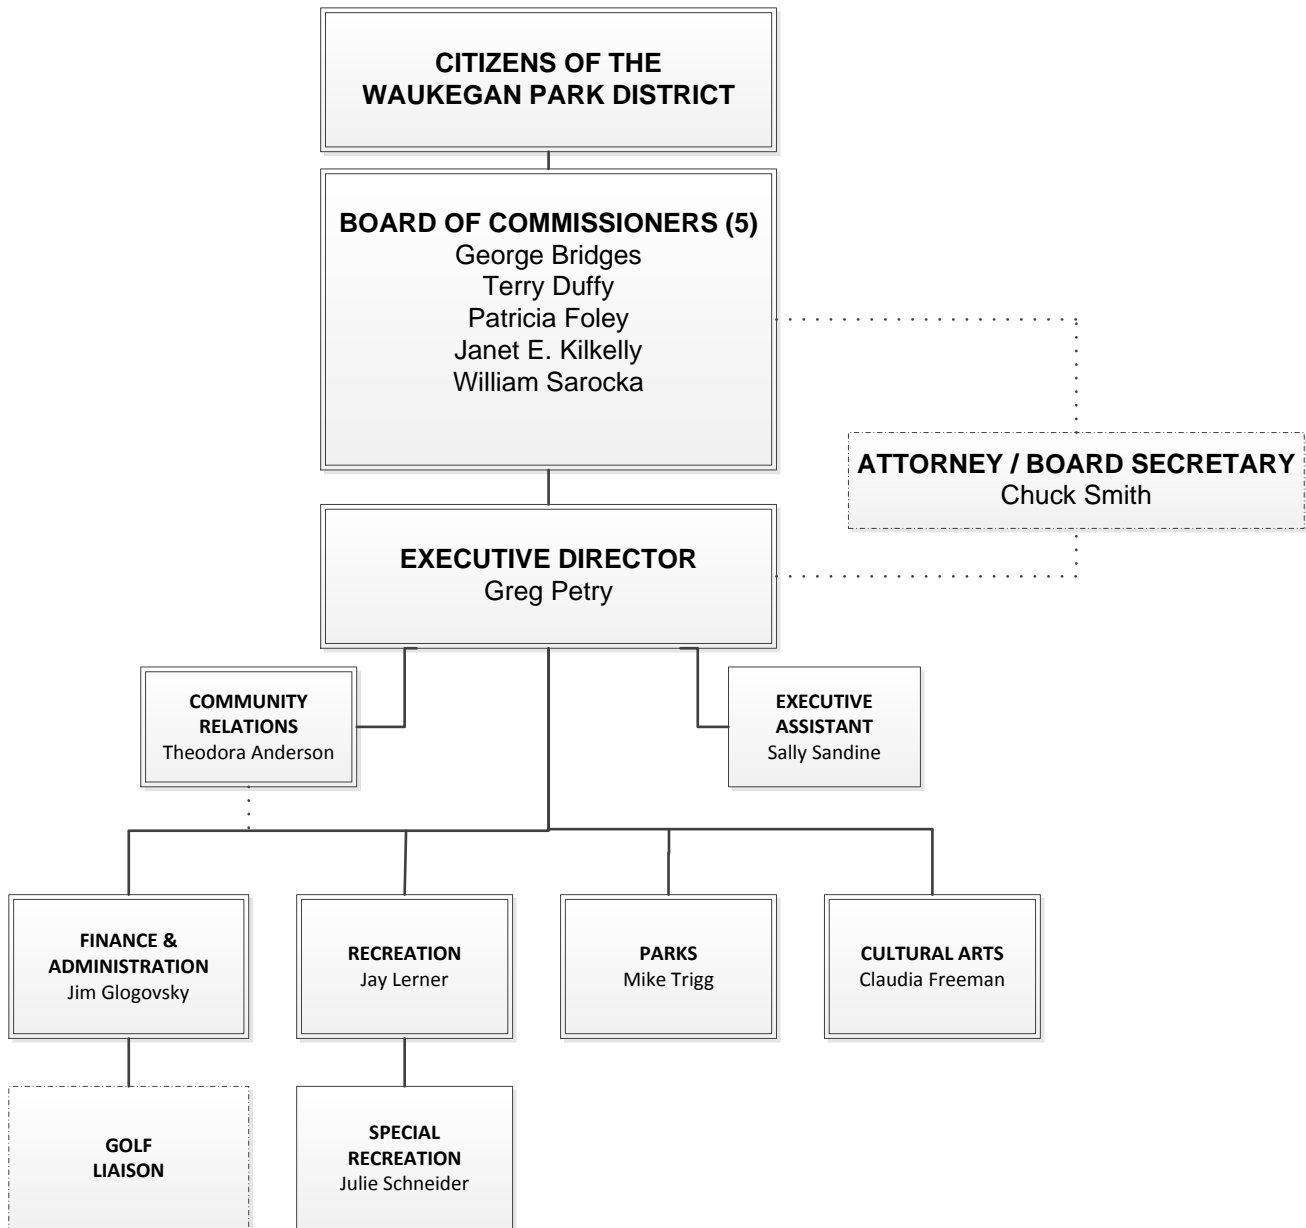 CITIZENS OF THE
WAUKEGAN PARK DISTRICT
BOARD OF COMMISSIONERS (5)
George Bridges
Terry Duffy
Patricia Foley
Janet E. Kilkelly
William Sarocka
ATTORNEY / BOARD SECRETARY
Chuck Smith
EXECUTIVE DIRECTOR
Greg Petry
COMMUNITY
RELATIONS
Theodora Anderson
EXECUTIVE
ASSISTANT
Sally Sandine
FINANCE &
ADMINISTRATION
Jim Glogovsky
RECREATION
Jay Lerner
PARKS
Mike Trigg
CULTURAL ARTS
Claudia Freeman
GOLF
LIAISON
SPECIAL
RECREATION
Julie Schneider